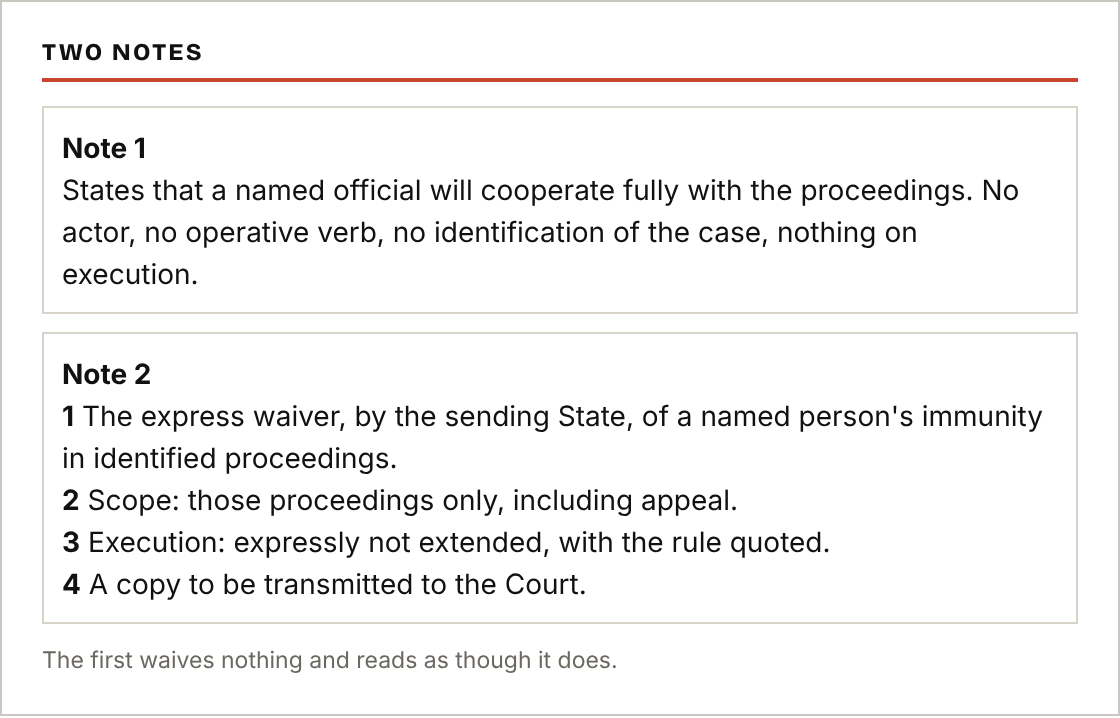 TWO NOTES
Note 1
States that a named official will cooperate fully with the proceedings. No
actor, no operative verb, no identification of the case, nothing on
execution.
Note 2
1 The express waiver, by the sending State, of a named person's immunity
in identified proceedings.
2 Scope: those proceedings only, including appeal.
3 Execution: expressly not extended, with the rule quoted.
4 A copy to be transmitted to the Court.
The first waives nothing and reads as though it does.